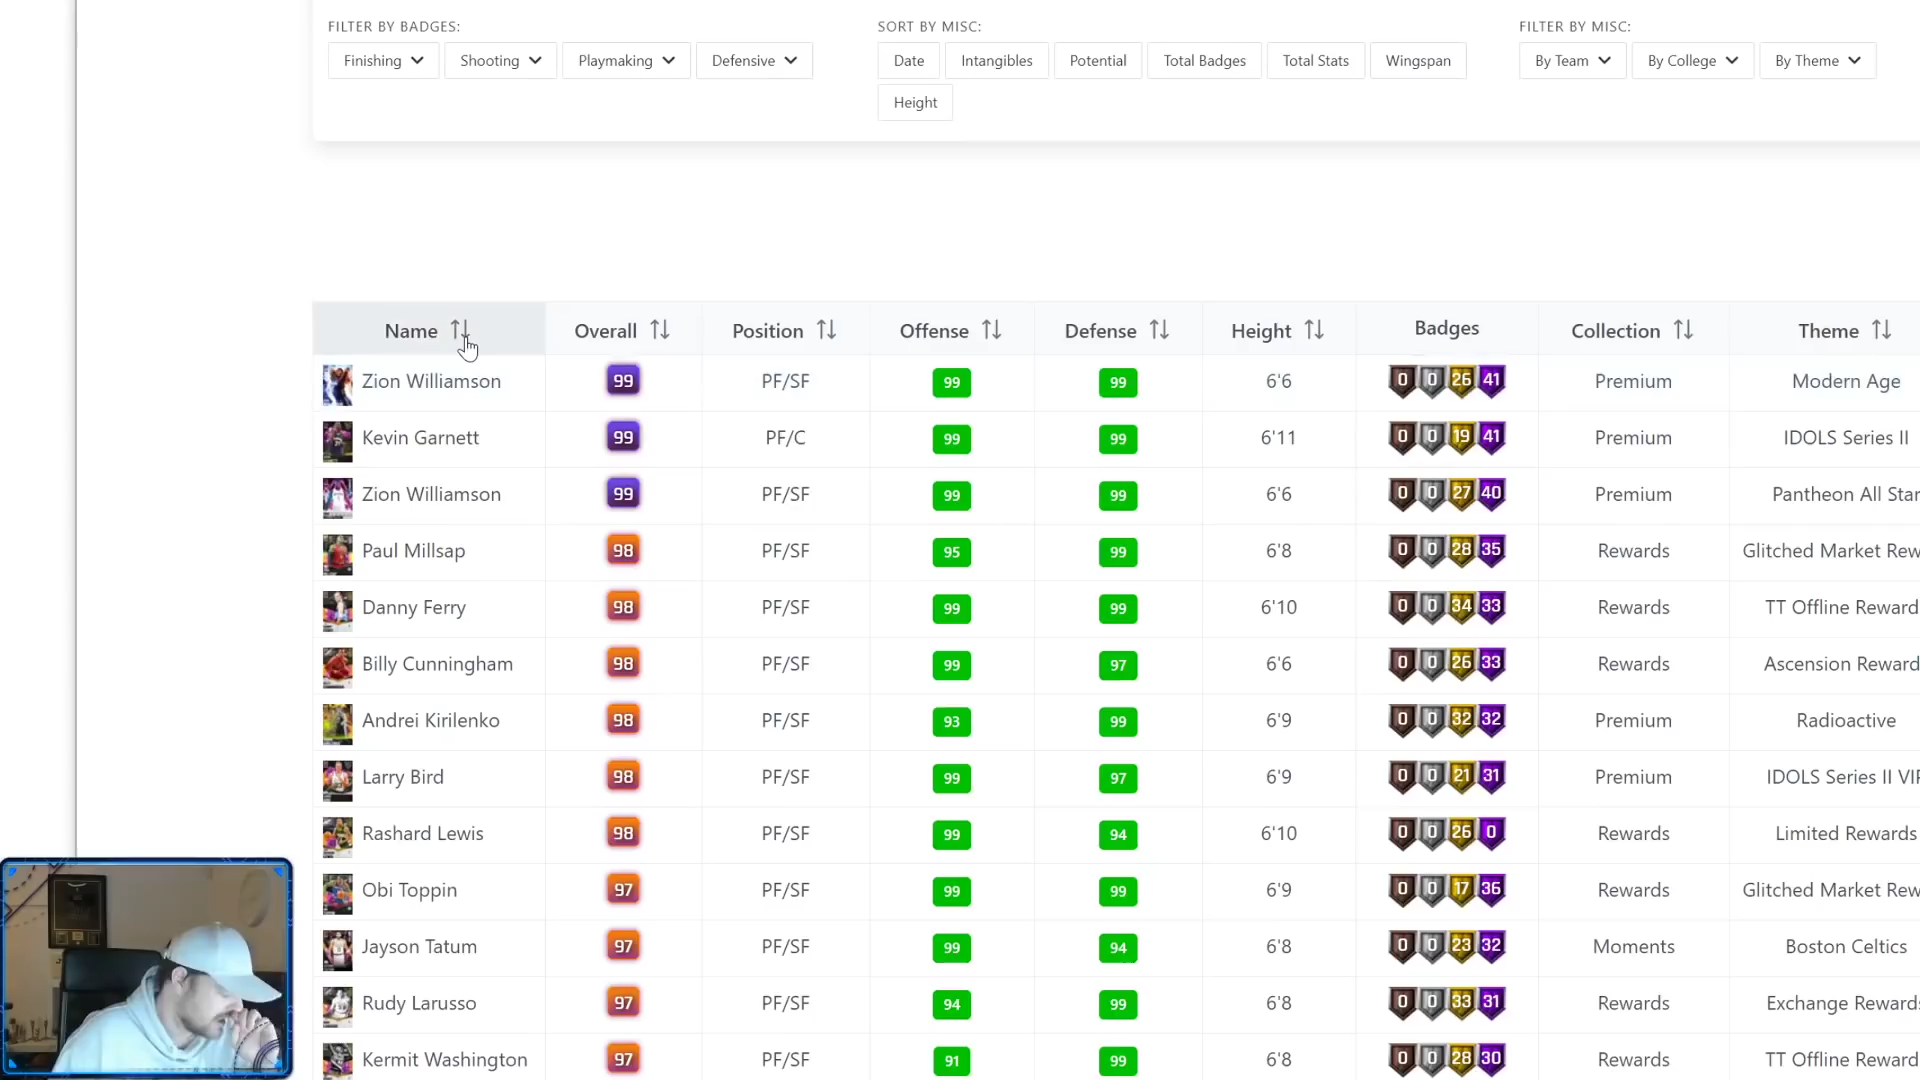 FILTER BY BADGES: SORT BY MISC: FILTER BY MISC:
Finishing Shooting Playmaking Defensive Date Intangibles Potential Total Badges Total Stats Wingspan By Team By College By Theme
Height
Name Overall Position Offense Defense Height Badges Collection Theme
Zion Williamson 99 PF/SF 99 99 6'6 0 0 26 41 Premium Modern Age
Kevin Garnett 99 PF/C 99 99 6'11 0 0 19 41 Premium IDOLS Series II
Zion Williamson 99 PF/SF 99 99 6'6 0 0 27 40 Premium Pantheon All Star
Paul Millsap 98 PF/SF 95 99 6'8 0 0 28 35 Rewards Glitched Market Rew
Danny Ferry 98 PF/SF 99 99 6'10 0 0 34 33 Rewards TT Offline Reward
Billy Cunningham 98 PF/SF 99 97 6'6 0 0 26 33 Rewards Ascension Reward
Andrei Kirilenko 98 PF/SF 93 99 6'9 0 0 32 32 Premium Radioactive
Larry Bird 98 PF/SF 99 97 6'9 0 0 21 31 Premium IDOLS Series II VIP
Rashard Lewis 98 PF/SF 99 94 6'10 0 0 26 0 Rewards Limited Rewards
Obi Toppin 97 PF/SF 99 99 6'9 0 0 17 36 Rewards Glitched Market Rew
Jayson Tatum 97 PF/SF 99 94 6'8 0 0 23 32 Moments Boston Celtics
Rudy Larusso 97 PF/SF 94 99 6'8 0 0 33 31 Rewards Exchange Rewards
Kermit Washington 97 PF/SF 91 99 6'8 0 0 28 30 Rewards TT Offline Reward